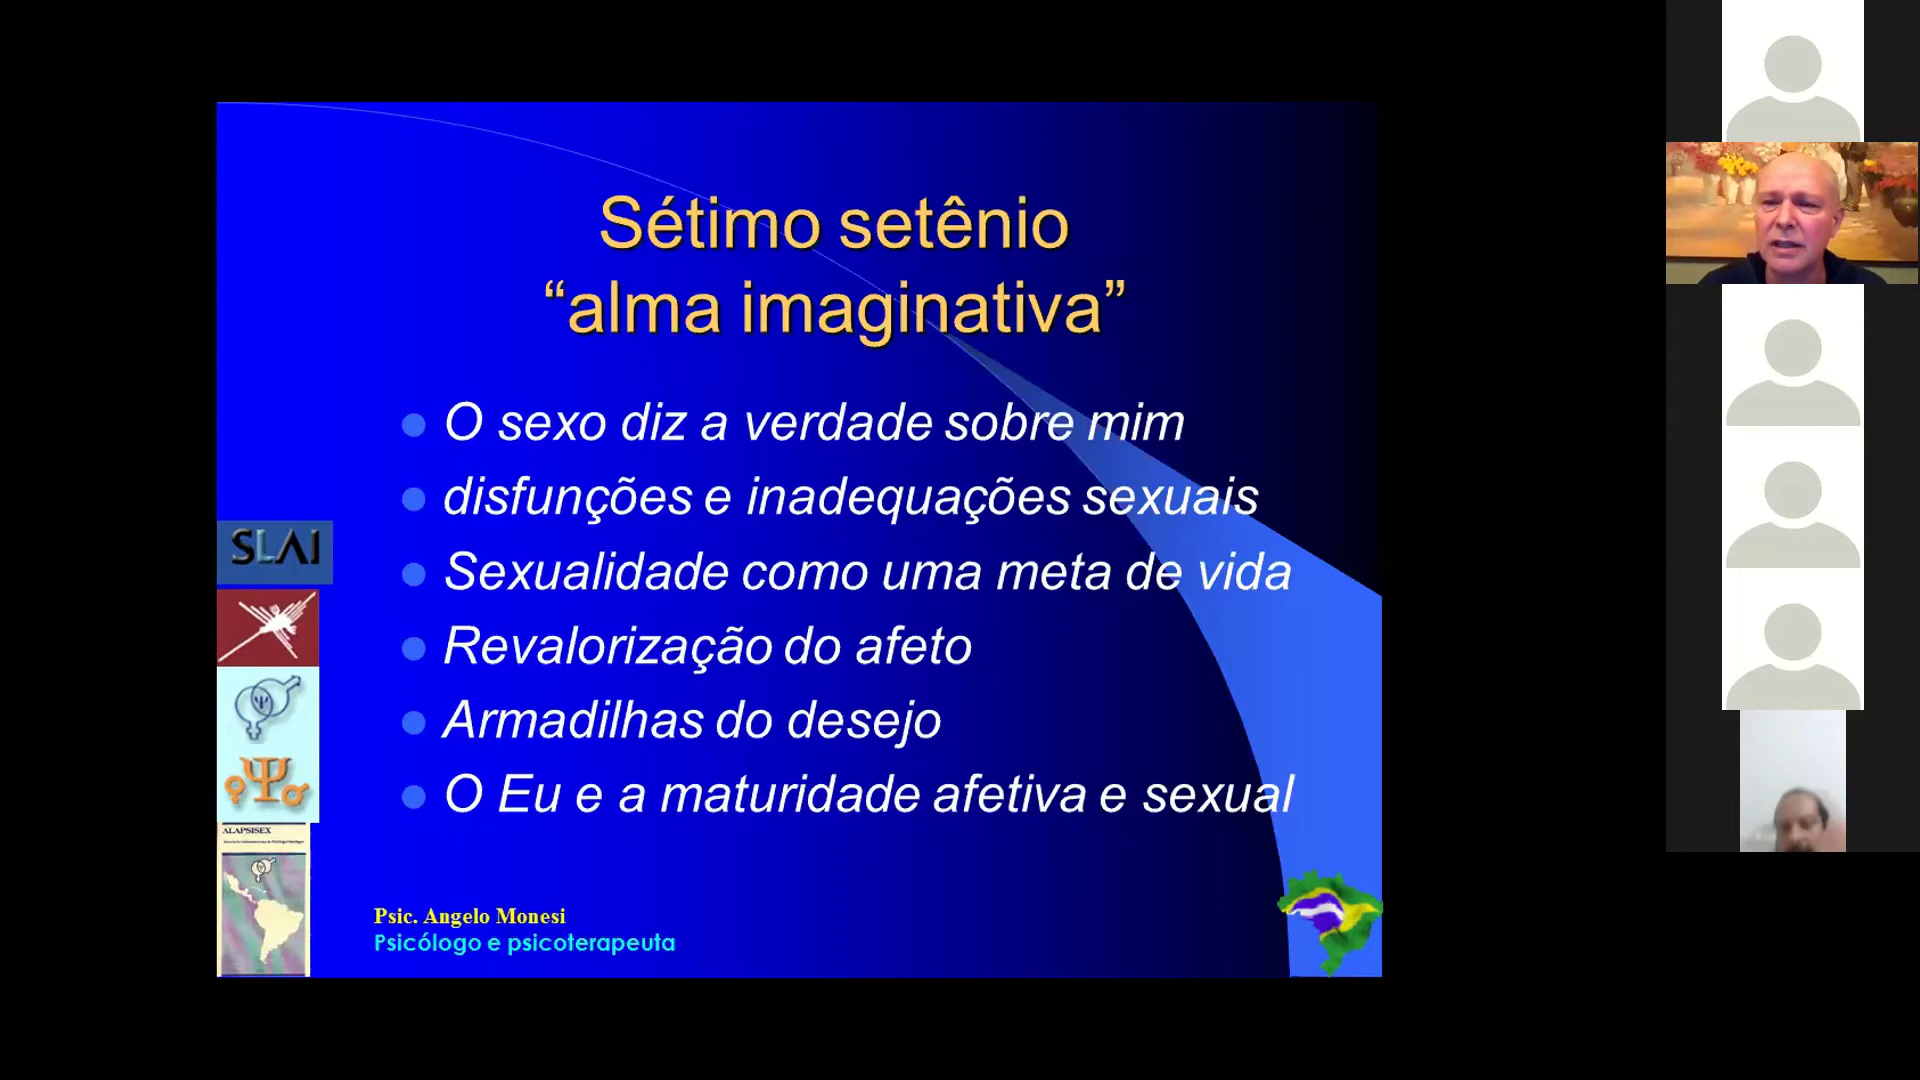 Sétimo setênio
“alma imaginativa”
O sexo diz a verdade sobre mim
disfunções e inadequações sexuais
Sexualidade como uma meta de vida
Revalorização do afeto
Armadilhas do desejo
O Eu e a maturidade afetiva e sexual
SLAI
ALAPSISEX
Psic. Angelo Monesi
Psicólogo e psicoterapeuta